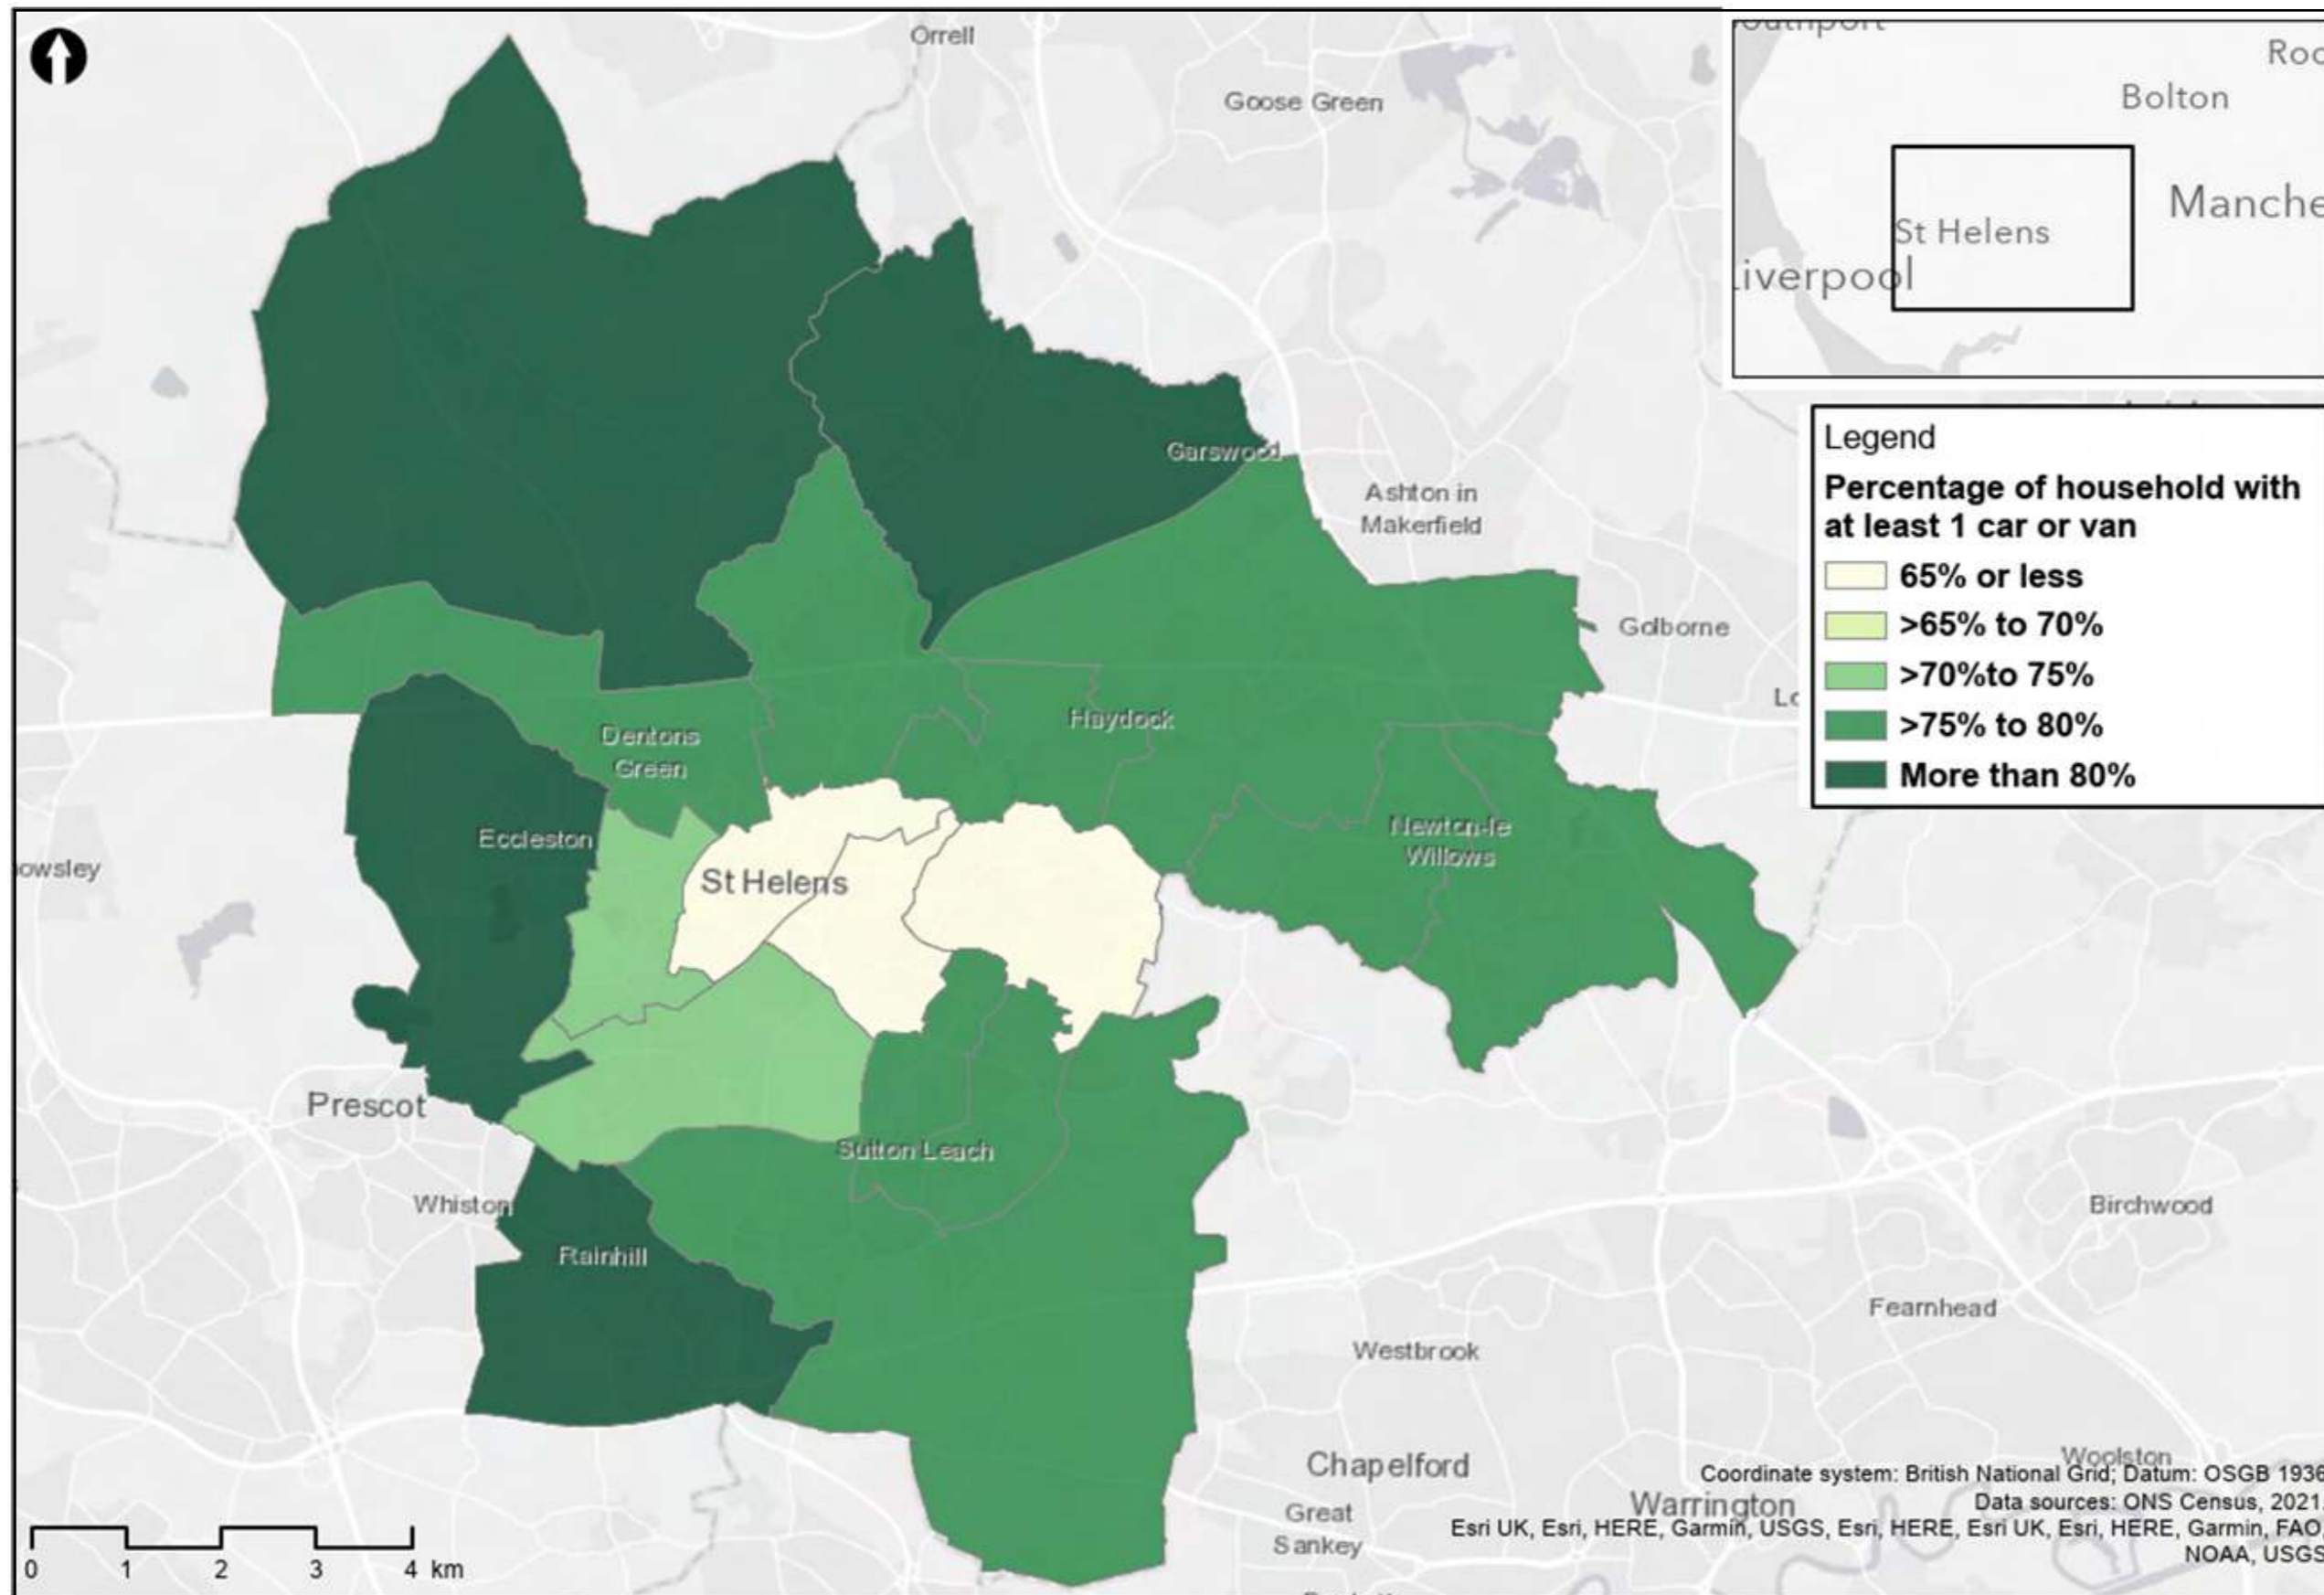 Orrell
Goose Green
Roc
Bolton
Manche
St Helens
iverpool
Garswood
Ashton in
Makerfield
Golborne
Legend
Percentage of household with
at least 1 car or van
65% or less
>65% to 70%
>70%to 75%
>75% to 80%
More than 80%
Lo
Haydock
Dentons
Green
Eccleston
Newton-le
Willows
owsley
St Helens
Prescot
Sutton Leach
Whiston
Rainhill
Birchwood
Fearnhead
Westbrook
Chapelford
Woolston
Warrington
Great
Sankey
Coordinate system: British National Grid; Datum: OSGB 1936
Data sources: ONS Census, 2021.
Esri UK, Esri, HERE, Garmin, USGS, Esri, HERE, Esri UK, Esri, HERE, Garmin, FAO,
NOAA, USGS
0 1 2 3 4 km